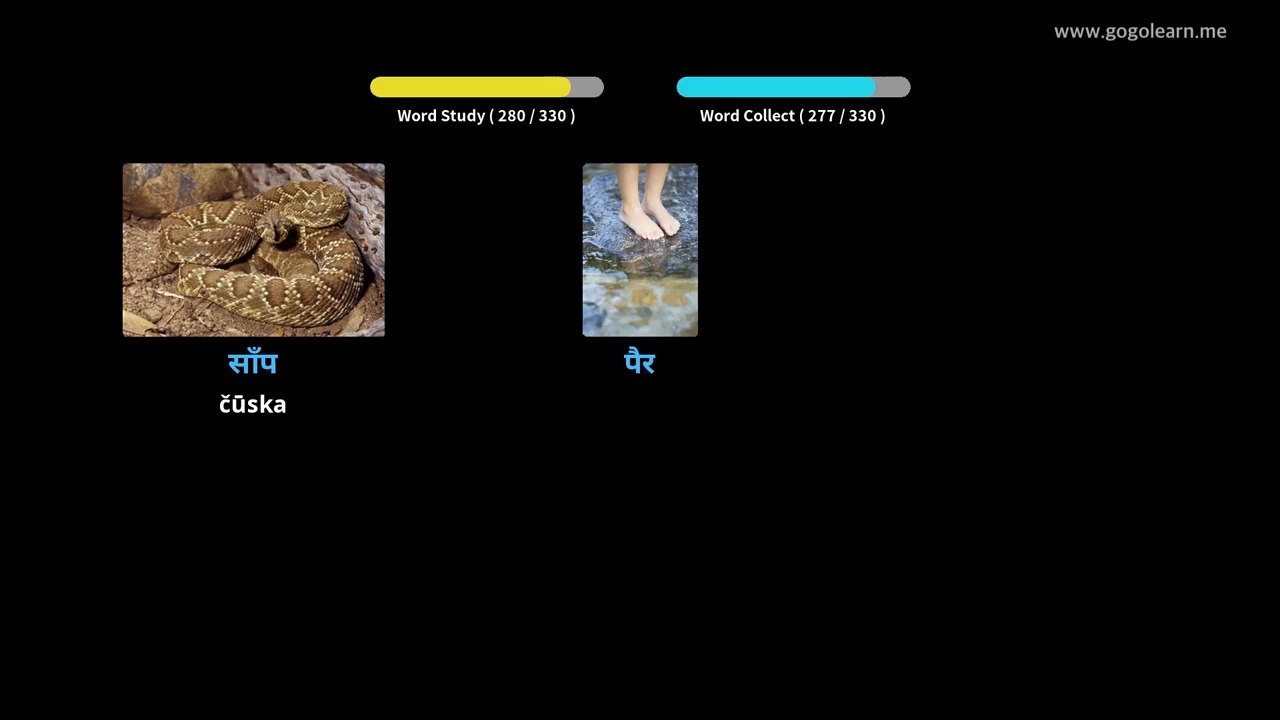 www.gogolearn.me
Word Study ( 280 / 330 )
Word Collect ( 277 / 330 )
साँप
पैर
čūska